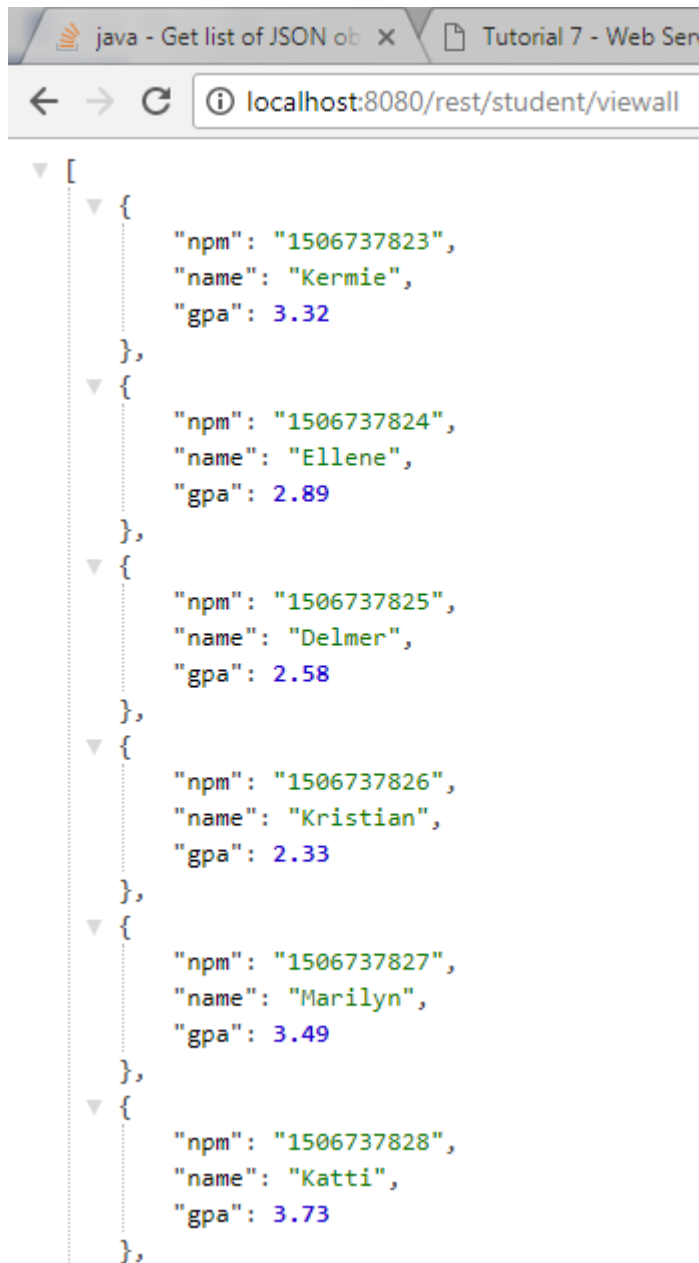 java - Get list of JSON ob Tutorial 7 - Web Serv
localhost:8080/rest/student/viewall
[
{
"npm": "1506737823",
"name": "Kermie",
"gpa": 3.32
},
{
"npm": "1506737824",
"name": "Ellene",
"gpa": 2.89
},
{
"npm": "1506737825",
"name": "Delmer",
"gpa": 2.58
},
{
"npm": "1506737826",
"name": "Kristian",
"gpa": 2.33
},
{
"npm": "1506737827",
"name": "Marilyn",
"gpa": 3.49
},
{
"npm": "1506737828",
"name": "Katti",
"gpa": 3.73
},